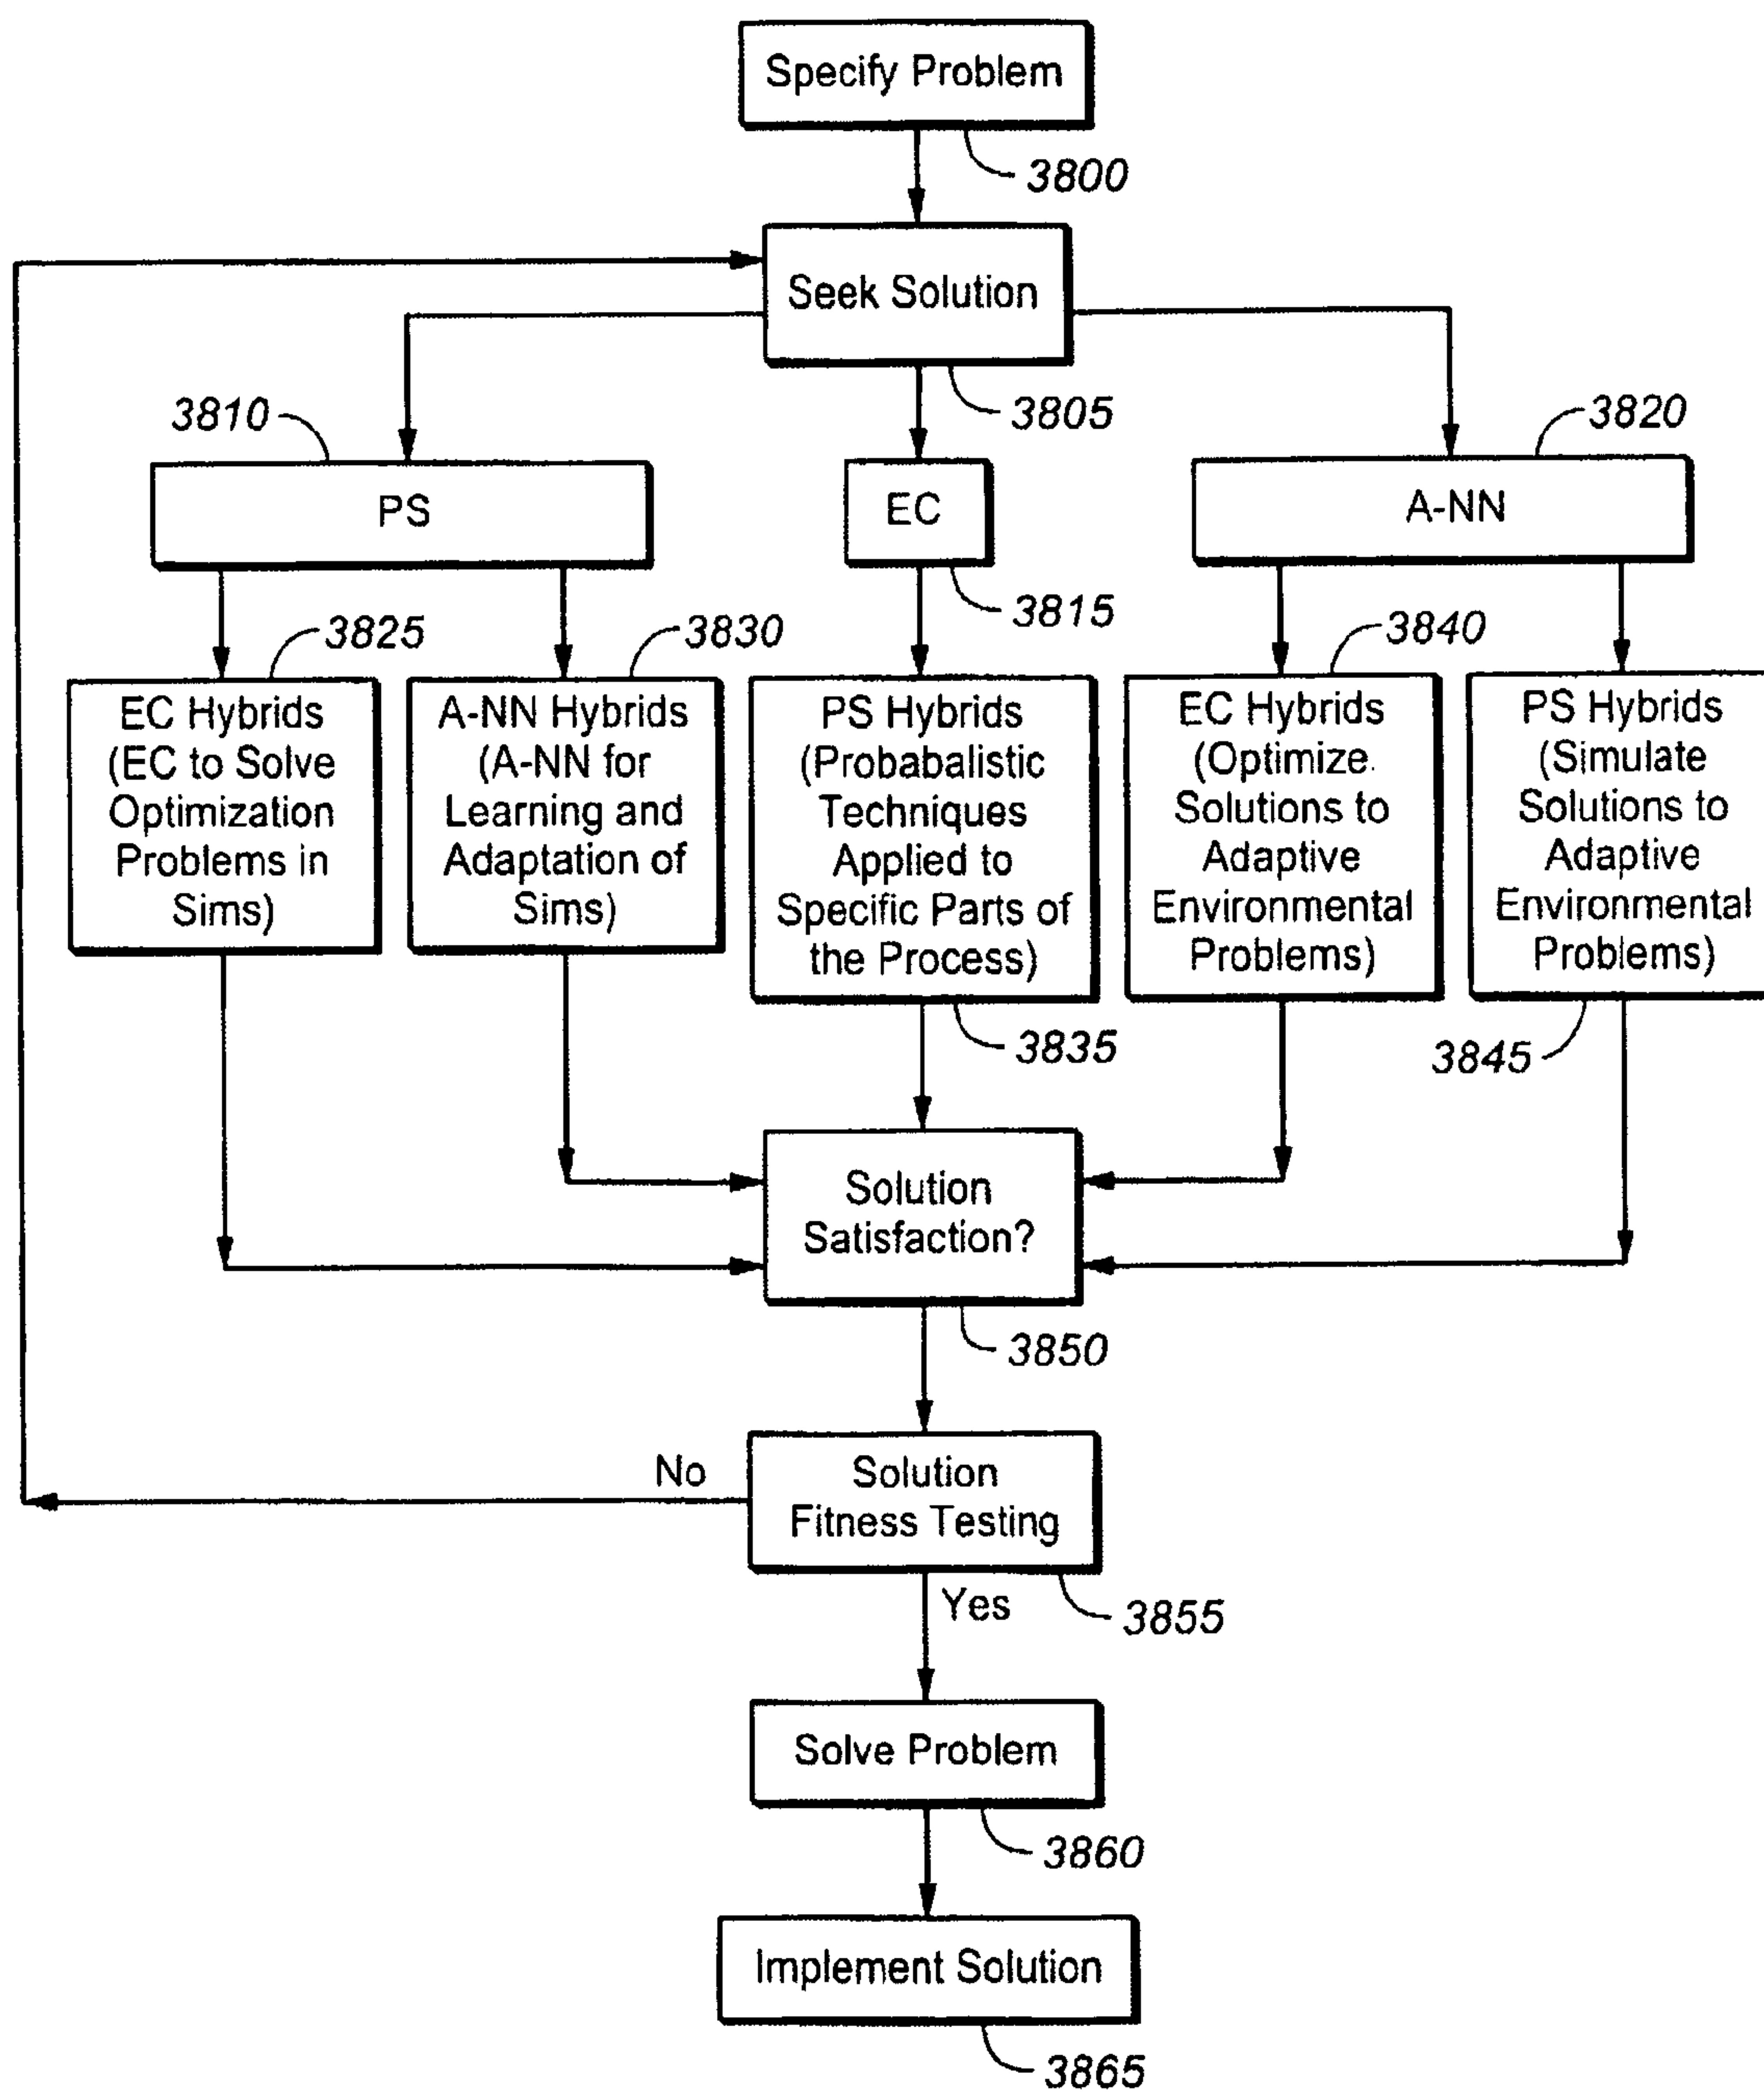 Specify Problem
3800
Seek Solution
3805
3810
3820
PS
EC
A-NN
3815
3825
3830
3840
EC Hybrids
(EC to Solve
Optimization
Problems in
Sims)
A-NN Hybrids
(A-NN for
Learning and
Adaptation of
Sims)
PS Hybrids
(Probabalistic
Techniques
Applied to
Specific Parts of
the Process)
EC Hybrids
(Optimize
Solutions to
Adaptive
Environmental
Problems)
PS Hybrids
(Simulate
Solutions to
Adaptive
Environmental
Problems)
3835
3845
Solution
Satisfaction?
3850
No
Solution
Fitness Testing
Yes
3855
Solve Problem
3860
Implement Solution
3865